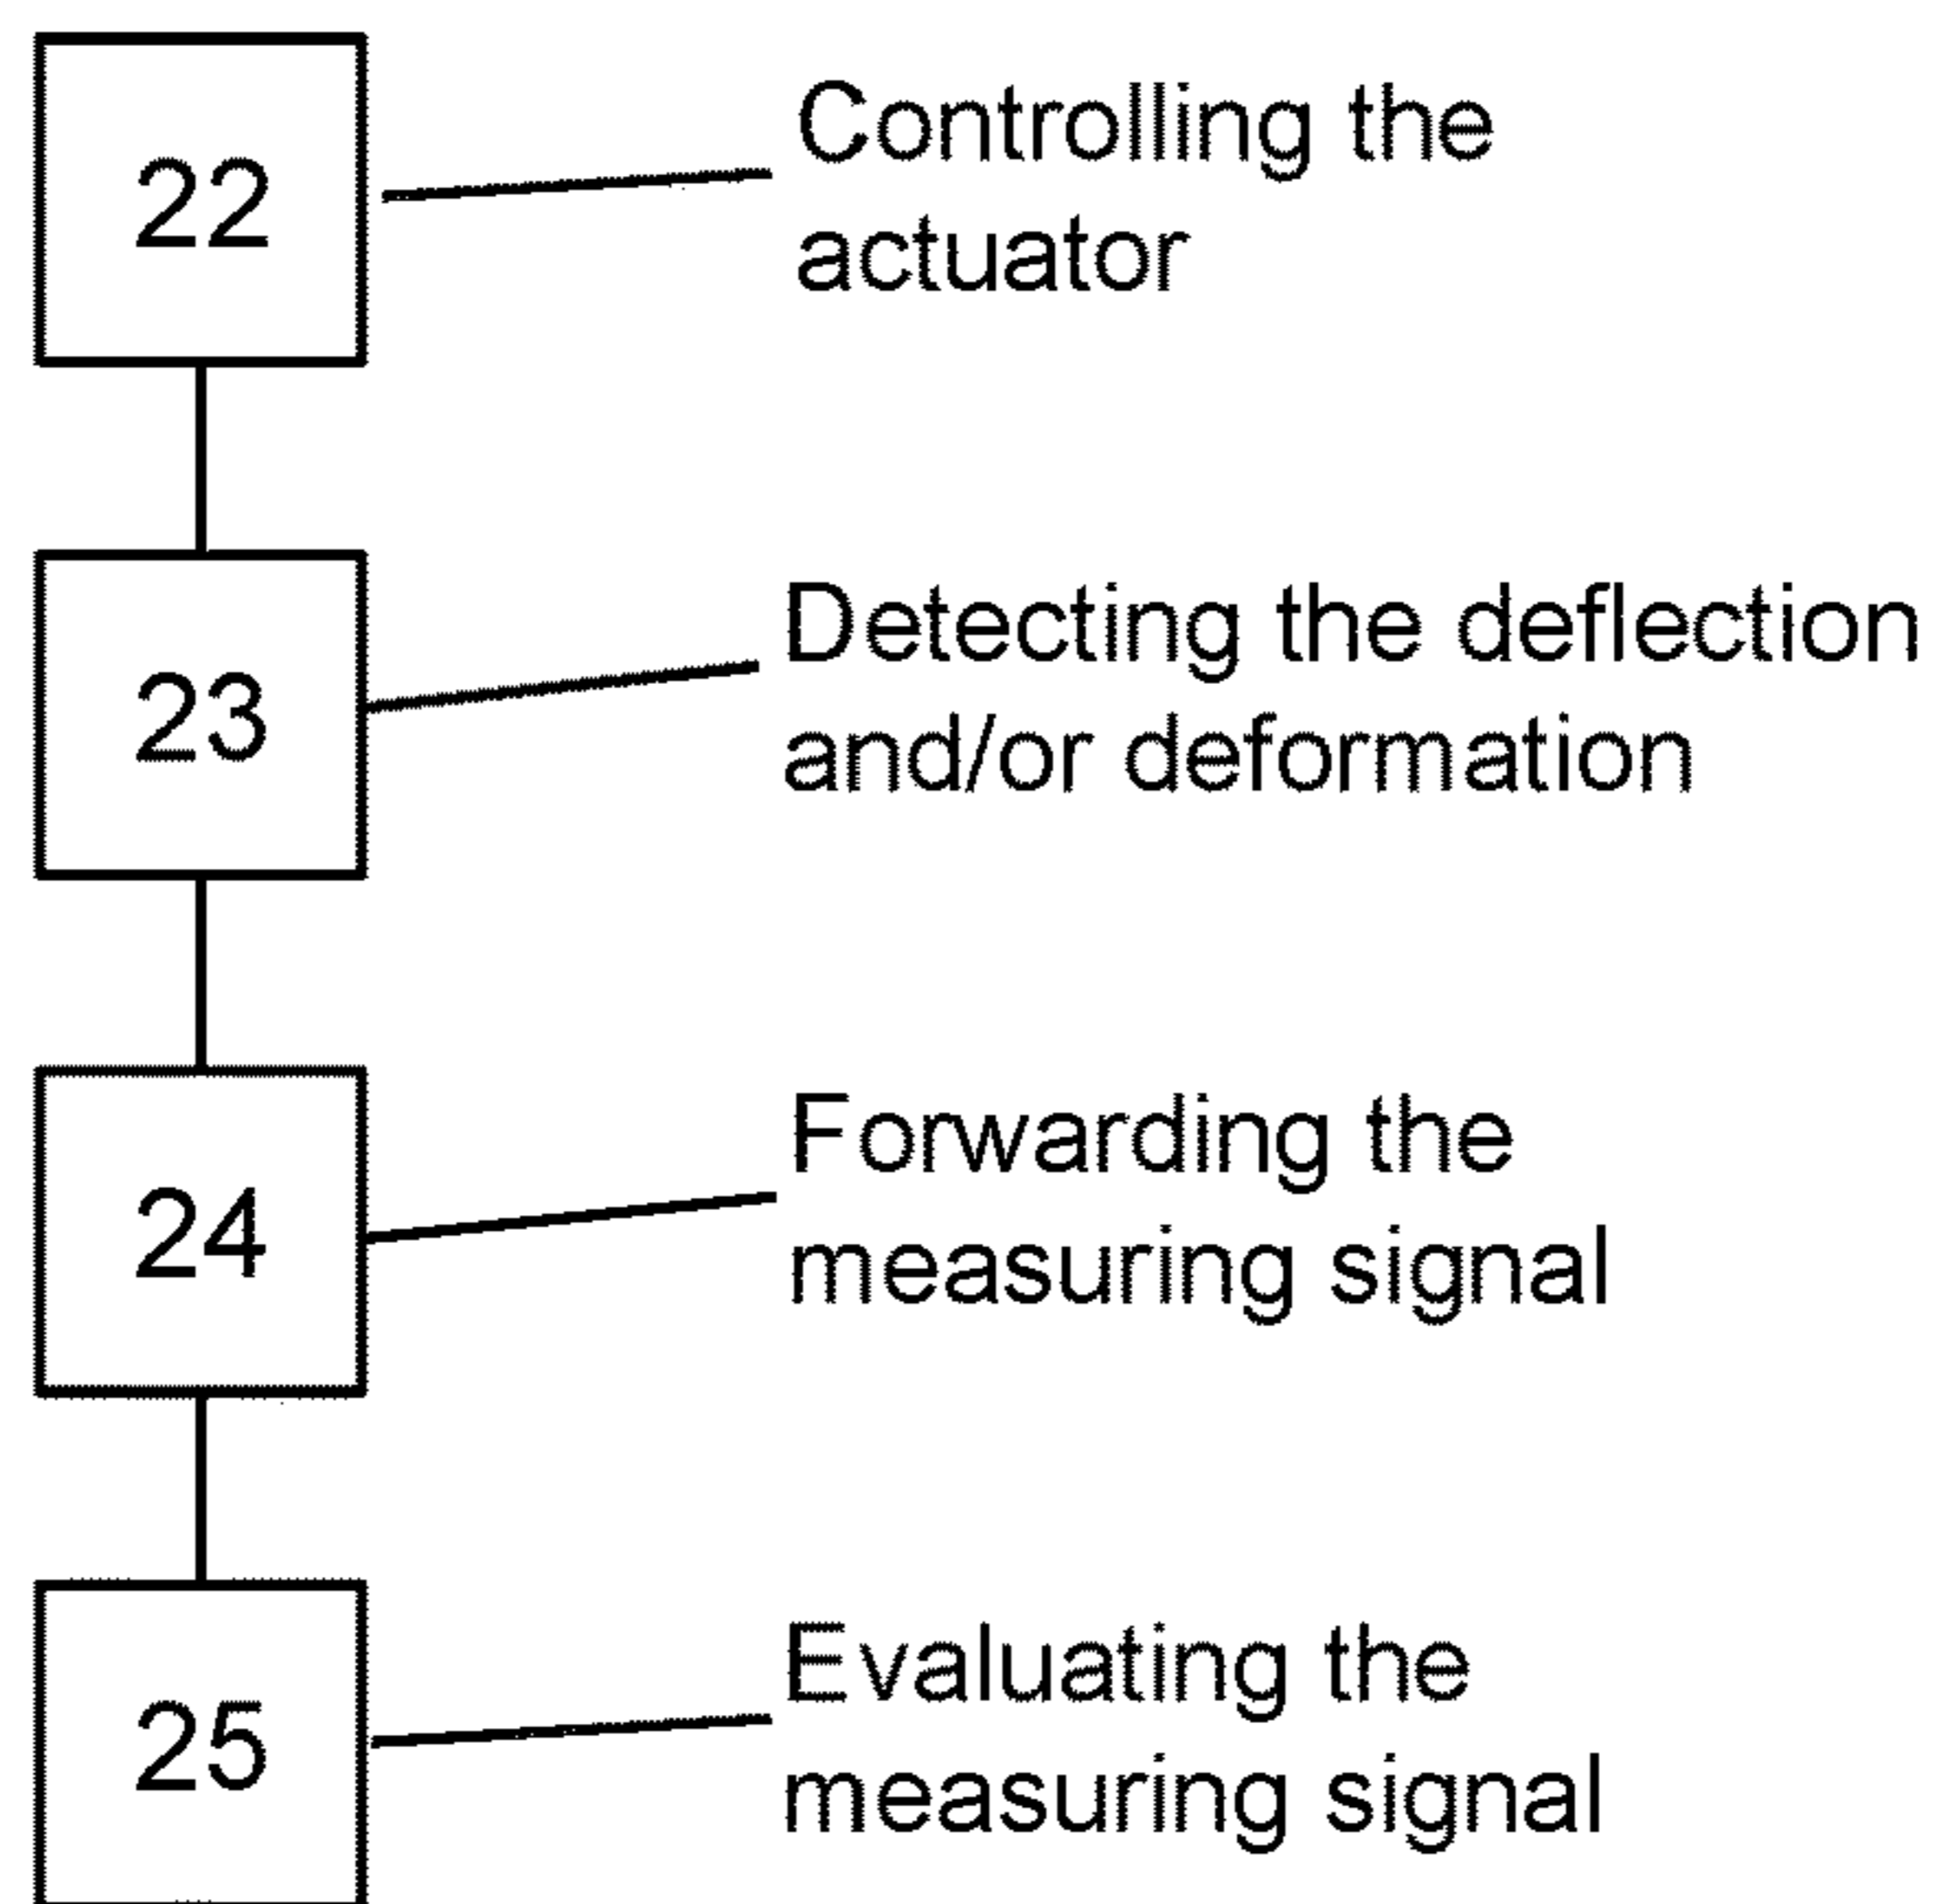 22
Controlling the
actuator
23
Detecting the deflection
and/or deformation
24
Forwarding the
measuring signal
25
Evaluating the
measuring signal